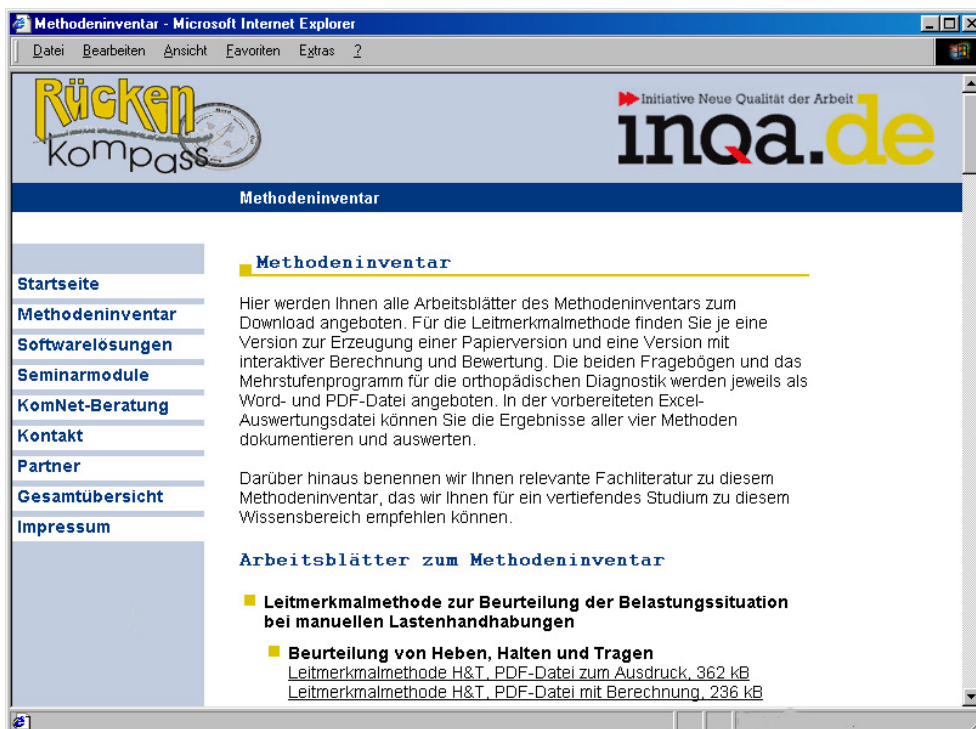 Methodeninventar - Microsoft Internet Explorer
Datei Bearbeiten Ansicht Favoriten Extras ?
Rücken
kompass
Initiative Neue Qualität der Arbeit
inqa.de
Methodeninventar
Startseite
Methodeninventar
Softwarelösungen
Seminarmodule
KomNet-Beratung
Kontakt
Partner
Gesamtübersicht
Impressum
Methodeninventar
Hier werden Ihnen alle Arbeitsblätter des Methodeninventars zum
Download angeboten. Für die Leitmerkmalmethode finden Sie je eine
Version zur Erzeugung einer Papierversion und eine Version mit
interaktiver Berechnung und Bewertung. Die beiden Fragebögen und das
Mehrstufenprogramm für die orthopädischen Diagnostik werden jeweils als
Word- und PDF-Datei angeboten. In der vorbereiteten Excel-
Auswertungsdatei können Sie die Ergebnisse aller vier Methoden
dokumentieren und auswerten.
Darüber hinaus benennen wir Ihnen relevante Fachliteratur zu diesem
Methodeninventar, das wir Ihnen für ein vertiefendes Studium zu diesem
Wissensbereich empfehlen können.
Arbeitsblätter zum Methodeninventar
Leitmerkmalmethode zur Beurteilung der Belastungssituation
bei manuellen Lastenhandhabungen
Beurteilung von Heben, Halten und Tragen
Leitmerkmalmethode H&T, PDF-Datei zum Ausdruck, 362 kB
Leitmerkmalmethode H&T, PDF-Datei mit Berechnung, 236 kB